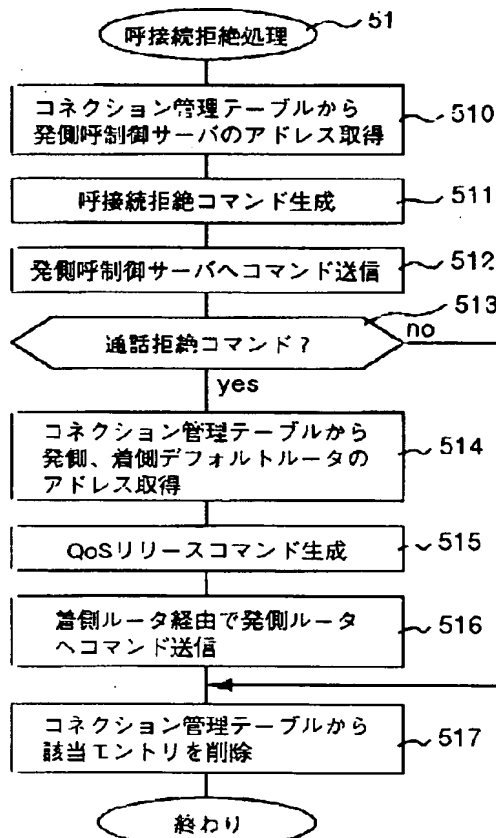 呼接続拒絶処理
51
コネクション管理テーブルから
発側呼制御サーバのアドレス取得
510
呼接続拒絶コマンド生成
511
発側呼制御サーバへコマンド送信
512
通話拒絶コマンド?
513
no
yes
コネクション管理テーブルから
発側、着側デフォルトルータの
アドレス取得
514
QoSリリースコマンド生成
515
着側ルータ経由で発側ルータ
へコマンド送信
516
コネクション管理テーブルから
該当エントリを削除
517
終わり